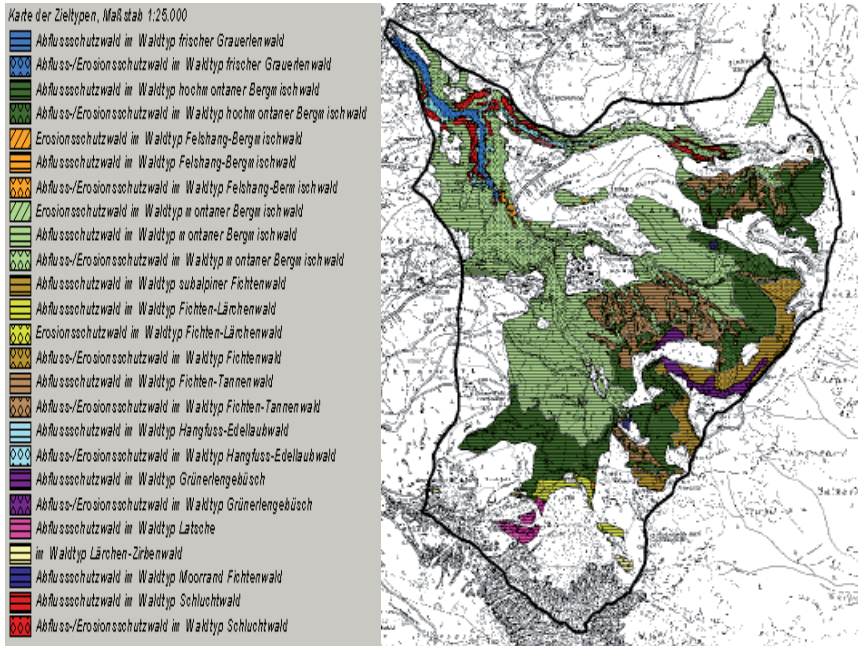 Karte der Zieltypen, Maßstab 1:25.000
Abflussschutzwald im Waldtyp frischer Grauerlenwald
Abfluss-/Erosionsschutzwald im Waldtyp frischer Grauerlenwald
Abflussschutzwald im Waldtyp hochmontaner Bergmischwald
Abfluss-/Erosionsschutzwald im Waldtyp hochmontaner Bergmischwald
Erosionsschutzwald im Waldtyp Felshang-Bergmischwald
Abflussschutzwald im Waldtyp Felshang-Bergmischwald
Abfluss-/Erosionsschutzwald im Waldtyp Felshang-Bermischwald
Erosionsschutzwald im Waldtyp montaner Bergmischwald
Abflussschutzwald im Waldtyp montaner Bergmischwald
Abfluss-/Erosionsschutzwald im Waldtyp montaner Bergmischwald
Abflussschutzwald im Waldtyp subalpiner Fichtenwald
Abflussschutzwald im Waldtyp Fichten-Lärchenwald
Erosionsschutzwald im Waldtyp Fichten-Lärchenwald
Abfluss-/Erosionsschutzwald im Waldtyp Fichtenwald
Abflussschutzwald im Waldtyp Fichten-Tannenwald
Abfluss-/Erosionsschutzwald im Waldtyp Fichten-Tannenwald
Abflussschutzwald im Waldtyp Hangfuss-Edellaubwald
Abfluss-/Erosionsschutzwald im Waldtyp Hangfuss-Edellaubwald
Abflussschutzwald im Waldtyp Grünerlengebüsch
Abfluss-/Erosionsschutzwald im Waldtyp Grünerlengebüsch
Abflussschutzwald im Waldtyp Latsche
im Waldtyp Lärchen-Zirbenwald
Abflussschutzwald im Waldtyp Moorrand Fichtenwald
Abflussschutzwald im Waldtyp Schluchtwald
Abfluss-/Erosionsschutzwald im Waldtyp Schluchtwald